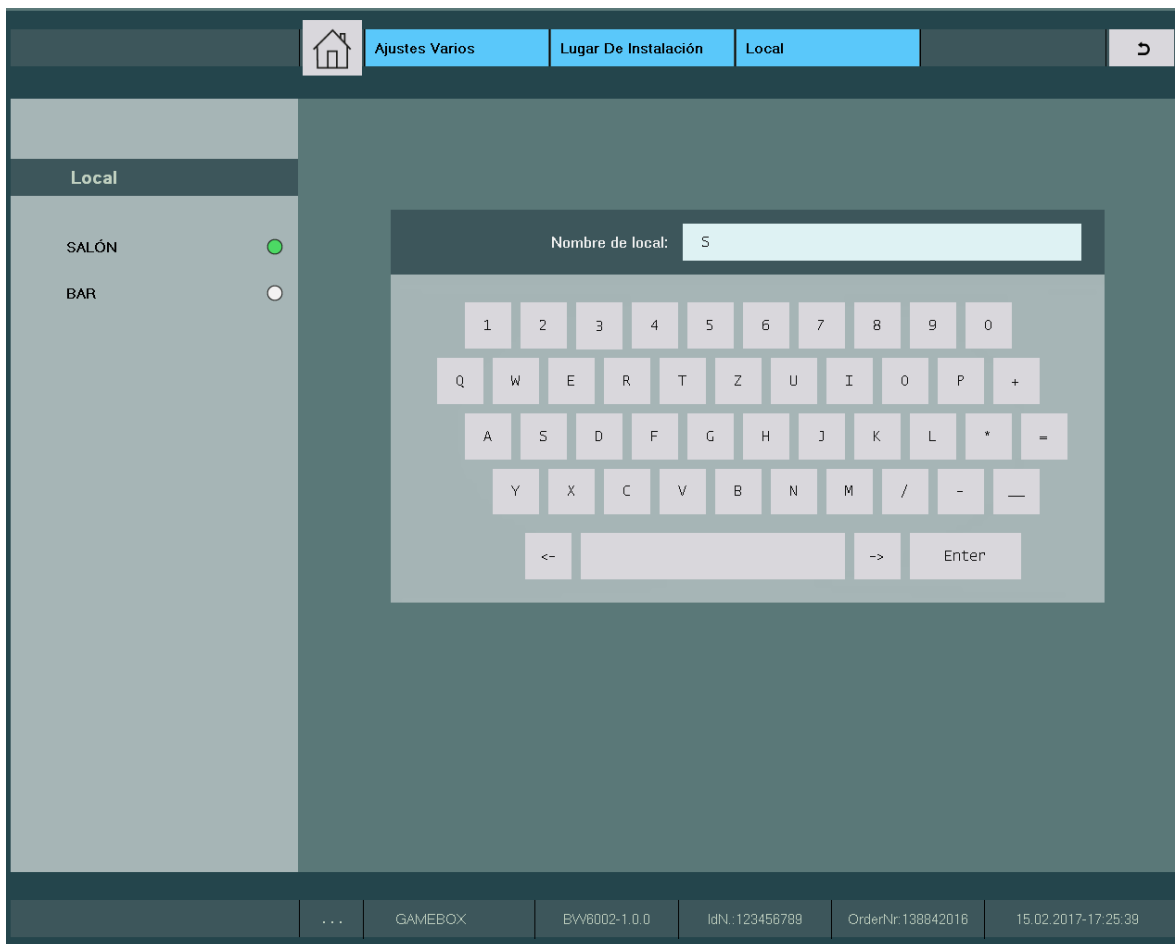 Ajustes Varios Lugar De Instalación Local
Local
SALÓN
BAR
Nombre de local: S
1 2 3 4 5 6 7 8 9 0
Q W E R T Z U I O P +
A S D F G H J K L * =
Y X C V B N M / - __
<- -> Enter
... GAMEBOX BW6002-1.0.0 IdN.:123456789 OrderNr:138842016 15.02.2017-17:25:39